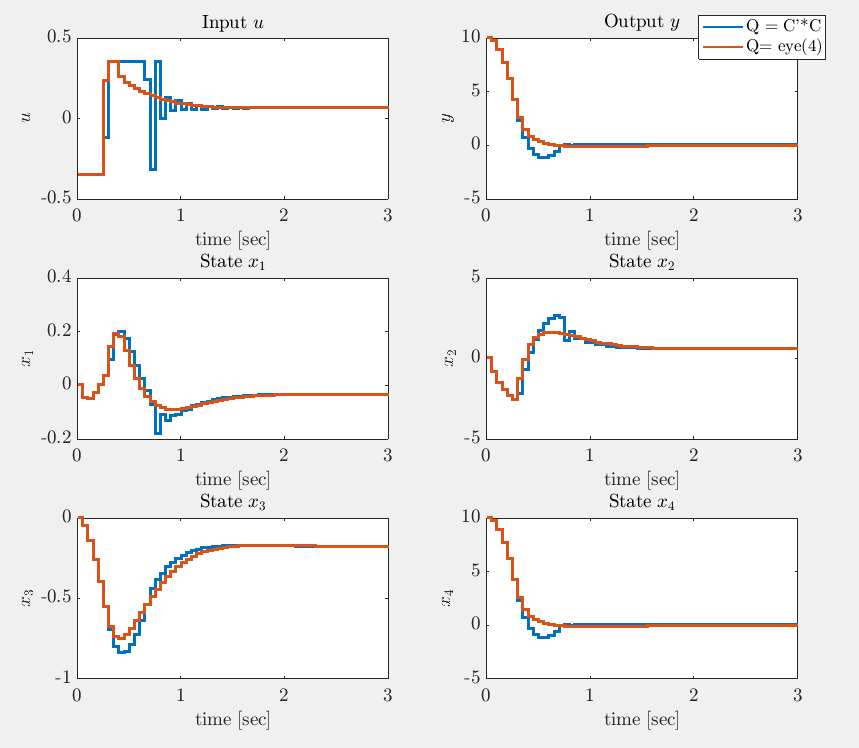 Input u
0.5
0
-0.5
u
0 1 2 3
time [sec]
Output y
Q = C'*C
Q= eye(4)
10
5
0
-5
y
0 1 2 3
time [sec]
State x₁
0.4
0.2
0
-0.2
x₁
0 1 2 3
time [sec]
State x₂
5
0
-5
x₂
0 1 2 3
time [sec]
State x₃
0
-0.5
-1
x₃
0 1 2 3
time [sec]
State x₄
10
5
0
-5
x₄
0 1 2 3
time [sec]